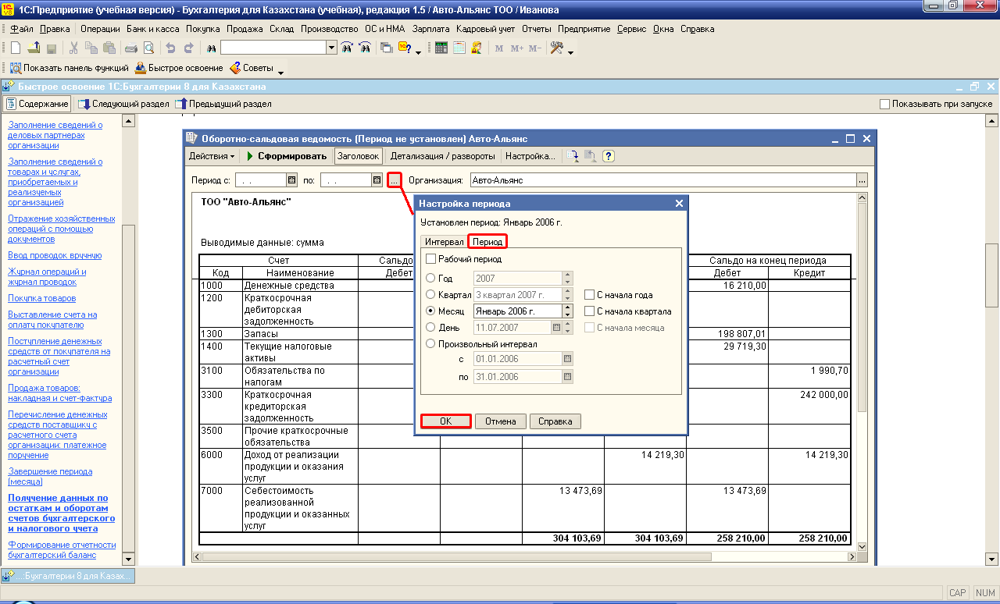 1С:Предприятие (учебная версия) - Бухгалтерия для Казахстана (учебная), редакция 1.5 / Авто-Альянс ТОО / Иванова
Файл Правка Операции Банк и касса Покупка Продажа Склад Производство ОС и НМА Зарплата Кадровый учет Отчеты Предприятие Сервис Окна Справка
M M+ M-
Показать панель функций Быстрое освоение Советы
Быстрое освоение 1С:Бухгалтерии 8 для Казахстана
Содержание Следующий раздел Предыдущий раздел Показывать при запуске
Заполнение сведений о
деловых партнерах
организации
Заполнение сведений о
товарах и услугах,
приобретаемых и
реализуемых
организацией
Отражение хозяйственных
операций с помощью
документов
Ввод проводок вручную
Журнал операций и
журнал проводок
Покупка товаров
Выставление счета на
оплату покупателю
Поступление денежных
средств от покупателя на
расчетный счет
организации
Продажа товаров:
накладная и счет-фактура
Перечисление денежных
средств поставщику с
расчетного счета
организации: платежное
поручение
Завершение периода
(месяца)
Получение данных по
остаткам и оборотам
счетов бухгалтерского
и налогового учета
Формирование отчетности
бухгалтерский баланс
Оборотно-сальдовая ведомость (Период не установлен) Авто-Альянс
Действия Сформировать Заголовок Детализация / развороты Настройка... ?
Период с: . . по: . . ... Организация: Авто-Альянс ...
ТОО "Авто-Альянс"
Выводимые данные: сумма
Счет Сальдо Сальдо на конец периода
Код Наименование Дебет Дебет Кредит
1000 Денежные средства 16 210,00
1200 Краткосрочная
дебиторская
задолженность
1300 Запасы 198 807,01
1400 Текущие налоговые 29 719,30
активы
3100 Обязательства по 1 990,70
налогам
3300 Краткосрочная 242 000,00
кредиторская
задолженность
3500 Прочие краткосрочные
обязательства
6000 Доход от реализации 14 219,30 14 219,30
продукции и оказания
услуг
7000 Себестоимость 13 473,69 13 473,69
реализованной
продукции и оказанных
услуг
304 103,69 304 103,69 258 210,00 258 210,00
Настройка периода
Установлен период: Январь 2006 г.
Интервал Период
Рабочий период
Год 2007
Квартал 3 квартал 2007 г. С начала года
Месяц Январь 2006 г. С начала квартала
День 11.07.2007 С начала месяца
Произвольный интервал
с 01.01.2006
по 31.01.2006
OK Отмена Справка
...:Бухгалтерии 8 для Казах...
CAP NUM